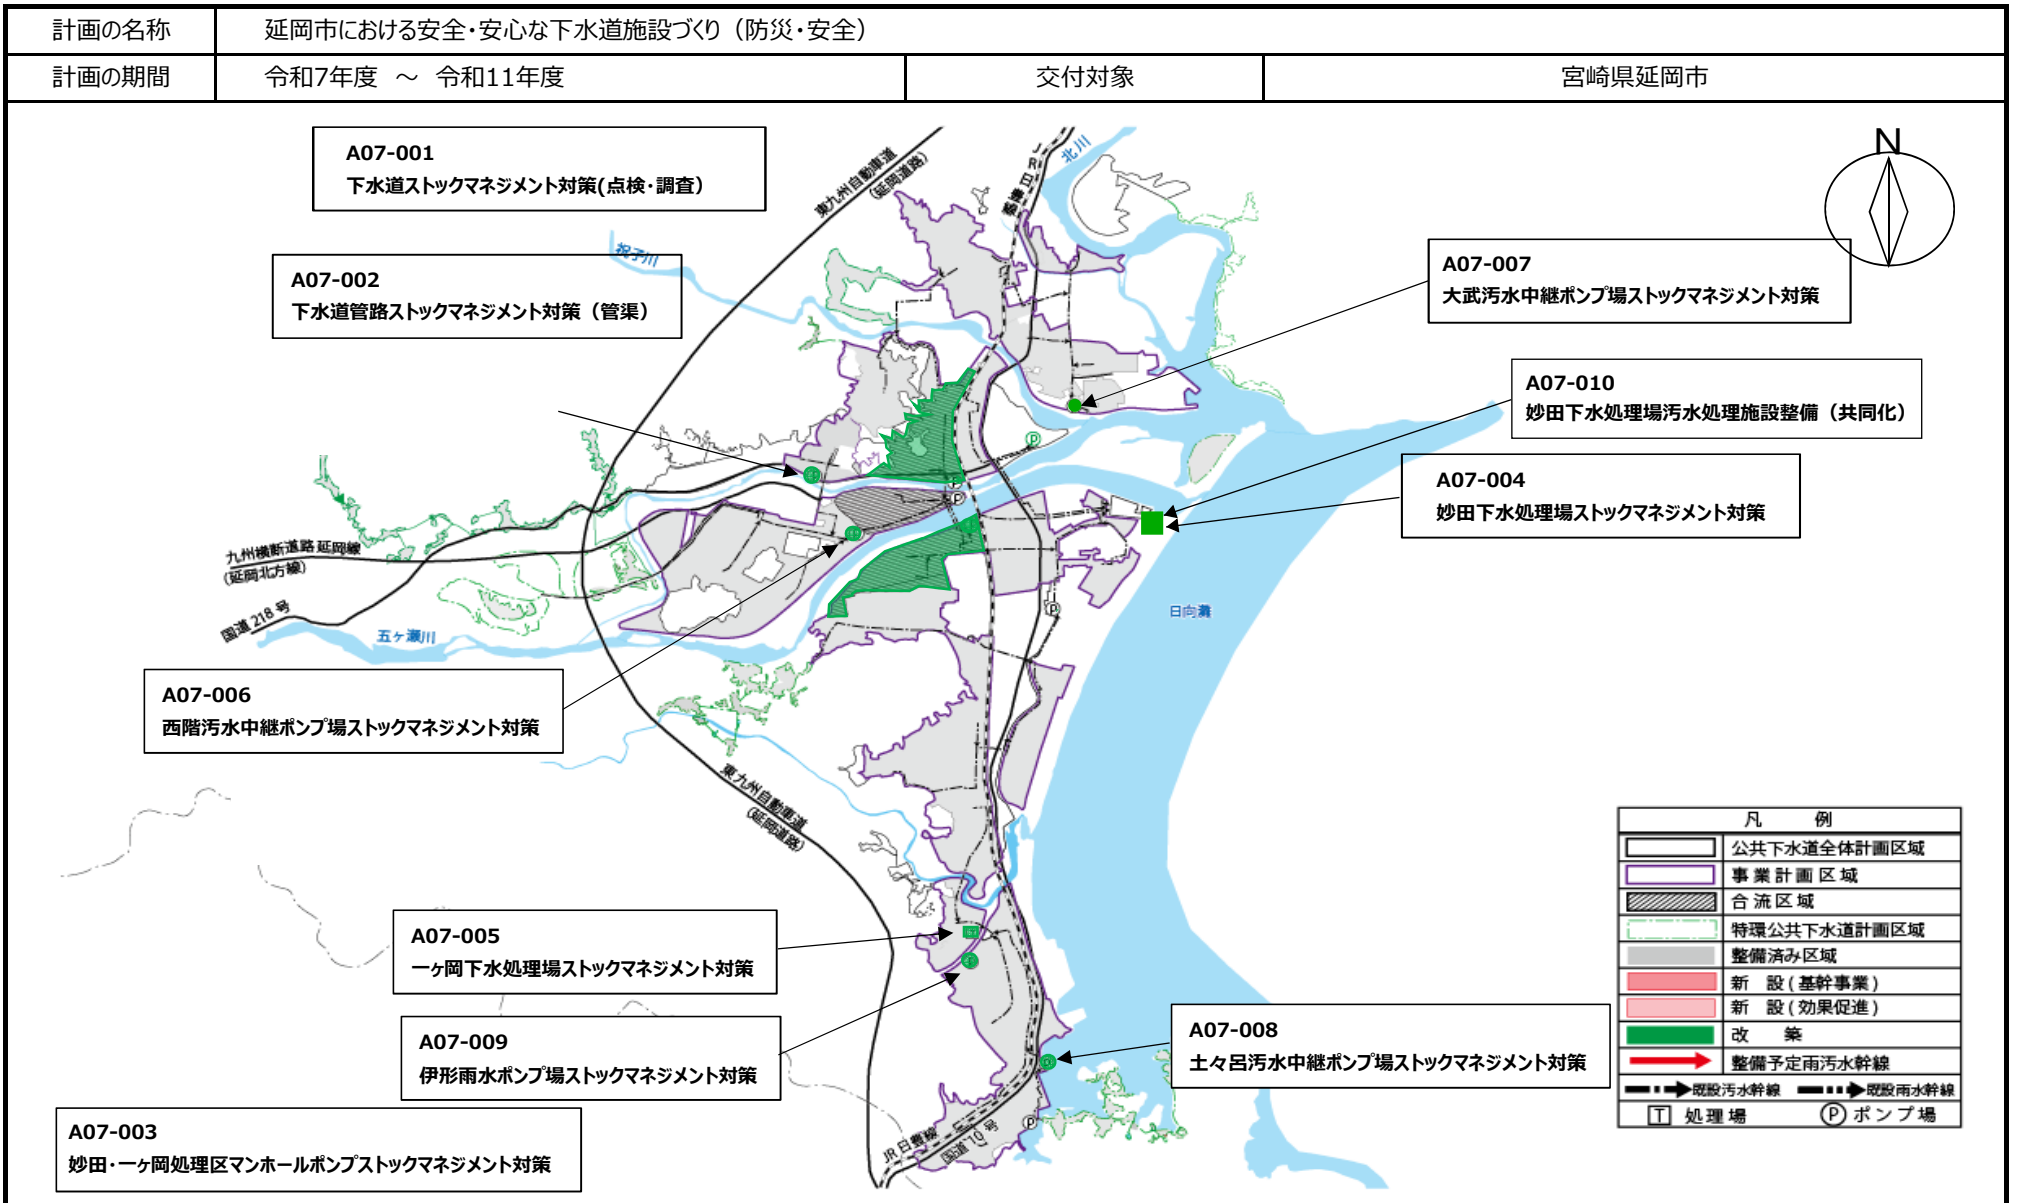 計画の名称 延岡市における安全・安心な下水道施設づくり（防災・安全）
計画の期間 令和7年度 ～ 令和11年度 交付対象 宮崎県延岡市
A07-001
下水道ストックマネジメント対策(点検・調査）
東九州自動車道
(延岡道路)
JR日豊線
北川
N
祝子川
A07-002
下水道管路ストックマネジメント対策（管渠）
A07-007
大武汚水中継ポンプ場ストックマネジメント対策
A07-010
妙田下水処理場汚水処理施設整備（共同化）
A07-004
妙田下水処理場ストックマネジメント対策
P
P
P
P
九州横断道路延岡線
(延岡北方線)
国道218号
五ヶ瀬川
日向灘
A07-006
西階汚水中継ポンプ場ストックマネジメント対策
東九州自動車道
(延岡道路)
A07-005
一ヶ岡下水処理場ストックマネジメント対策
A07-009
伊形雨水ポンプ場ストックマネジメント対策
A07-008
土々呂汚水中継ポンプ場ストックマネジメント対策
A07-003
妙田・一ヶ岡処理区マンホールポンプストックマネジメント対策
JR日豊線
国道10号
P
凡 例
公共下水道全体計画区域
事業計画区域
合流区域
特環公共下水道計画区域
整備済み区域
新 設(基幹事業)
新 設(効果促進)
改 築
整備予定雨汚水幹線
既設汚水幹線 既設雨水幹線
T 処理場 P ポンプ場